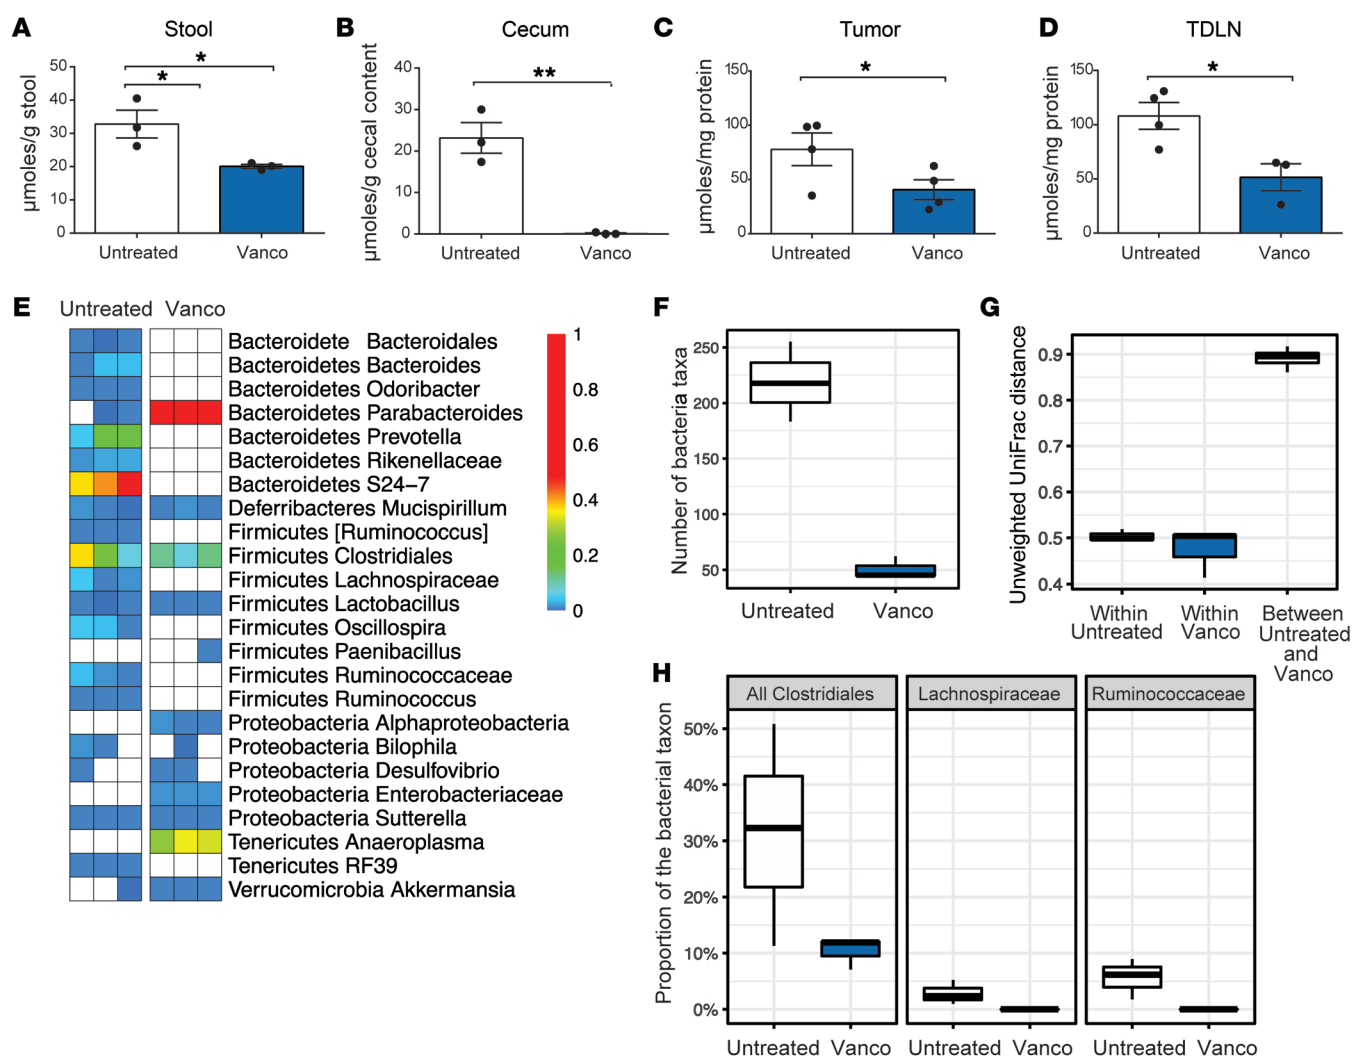 A
Stool
µmoles/g stool
50
40
30
20
10
0
*
*
Untreated
Vanco
B
Cecum
µmoles/g cecal content
40
30
20
10
0
**
Untreated
Vanco
C
Tumor
µmoles/mg protein
150
100
50
0
*
Untreated
Vanco
D
TDLN
µmoles/mg protein
150
100
50
0
*
Untreated
Vanco
E
Untreated Vanco
Bacteroidete Bacteroidales
Bacteroidetes Bacteroides
Bacteroidetes Odoribacter
Bacteroidetes Parabacteroides
Bacteroidetes Prevotella
Bacteroidetes Rikenellaceae
Bacteroidetes S24–7
Deferribacteres Mucispirillum
Firmicutes [Ruminococcus]
Firmicutes Clostridiales
Firmicutes Lachnospiraceae
Firmicutes Lactobacillus
Firmicutes Oscillospira
Firmicutes Paenibacillus
Firmicutes Ruminococcaceae
Firmicutes Ruminococcus
Proteobacteria Alphaproteobacteria
Proteobacteria Bilophila
Proteobacteria Desulfovibrio
Proteobacteria Enterobacteriaceae
Proteobacteria Sutterella
Tenericutes Anaeroplasma
Tenericutes RF39
Verrucomicrobia Akkermansia
1
0.8
0.6
0.4
0.2
0
F
Number of bacteria taxa
250
200
150
100
50
Untreated
Vanco
G
Unweighted UniFrac distance
0.9
0.8
0.7
0.6
0.5
0.4
Within
Untreated
Within
Vanco
Between
Untreated
and
Vanco
H
Proportion of the bacterial taxon
All Clostridiales
Lachnospiraceae
Ruminococcaceae
50%
40%
30%
20%
10%
0%
Untreated Vanco
Untreated Vanco
Untreated Vanco